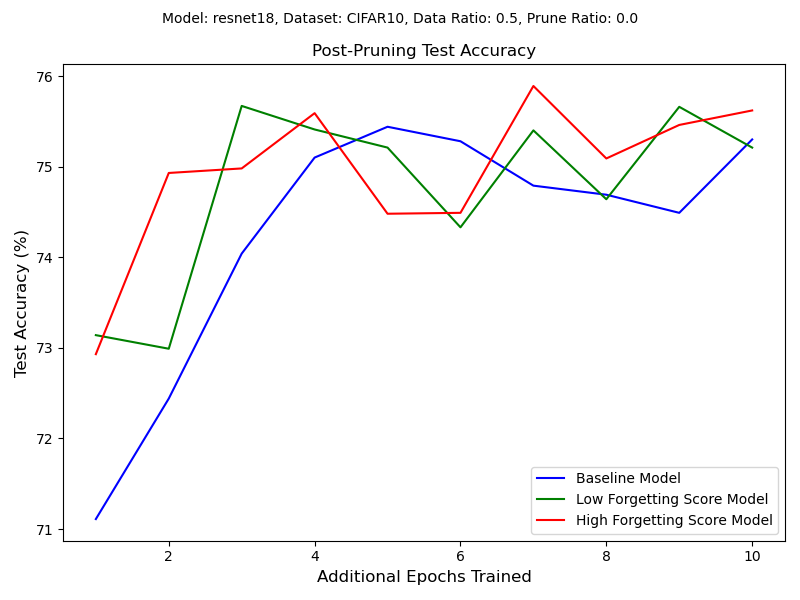 Model: resnet18, Dataset: CIFAR10, Data Ratio: 0.5, Prune Ratio: 0.0
Post-Pruning Test Accuracy
76
75
74
73
72
71
Test Accuracy (%)
Baseline Model
Low Forgetting Score Model
High Forgetting Score Model
2
4
6
8
10
Additional Epochs Trained